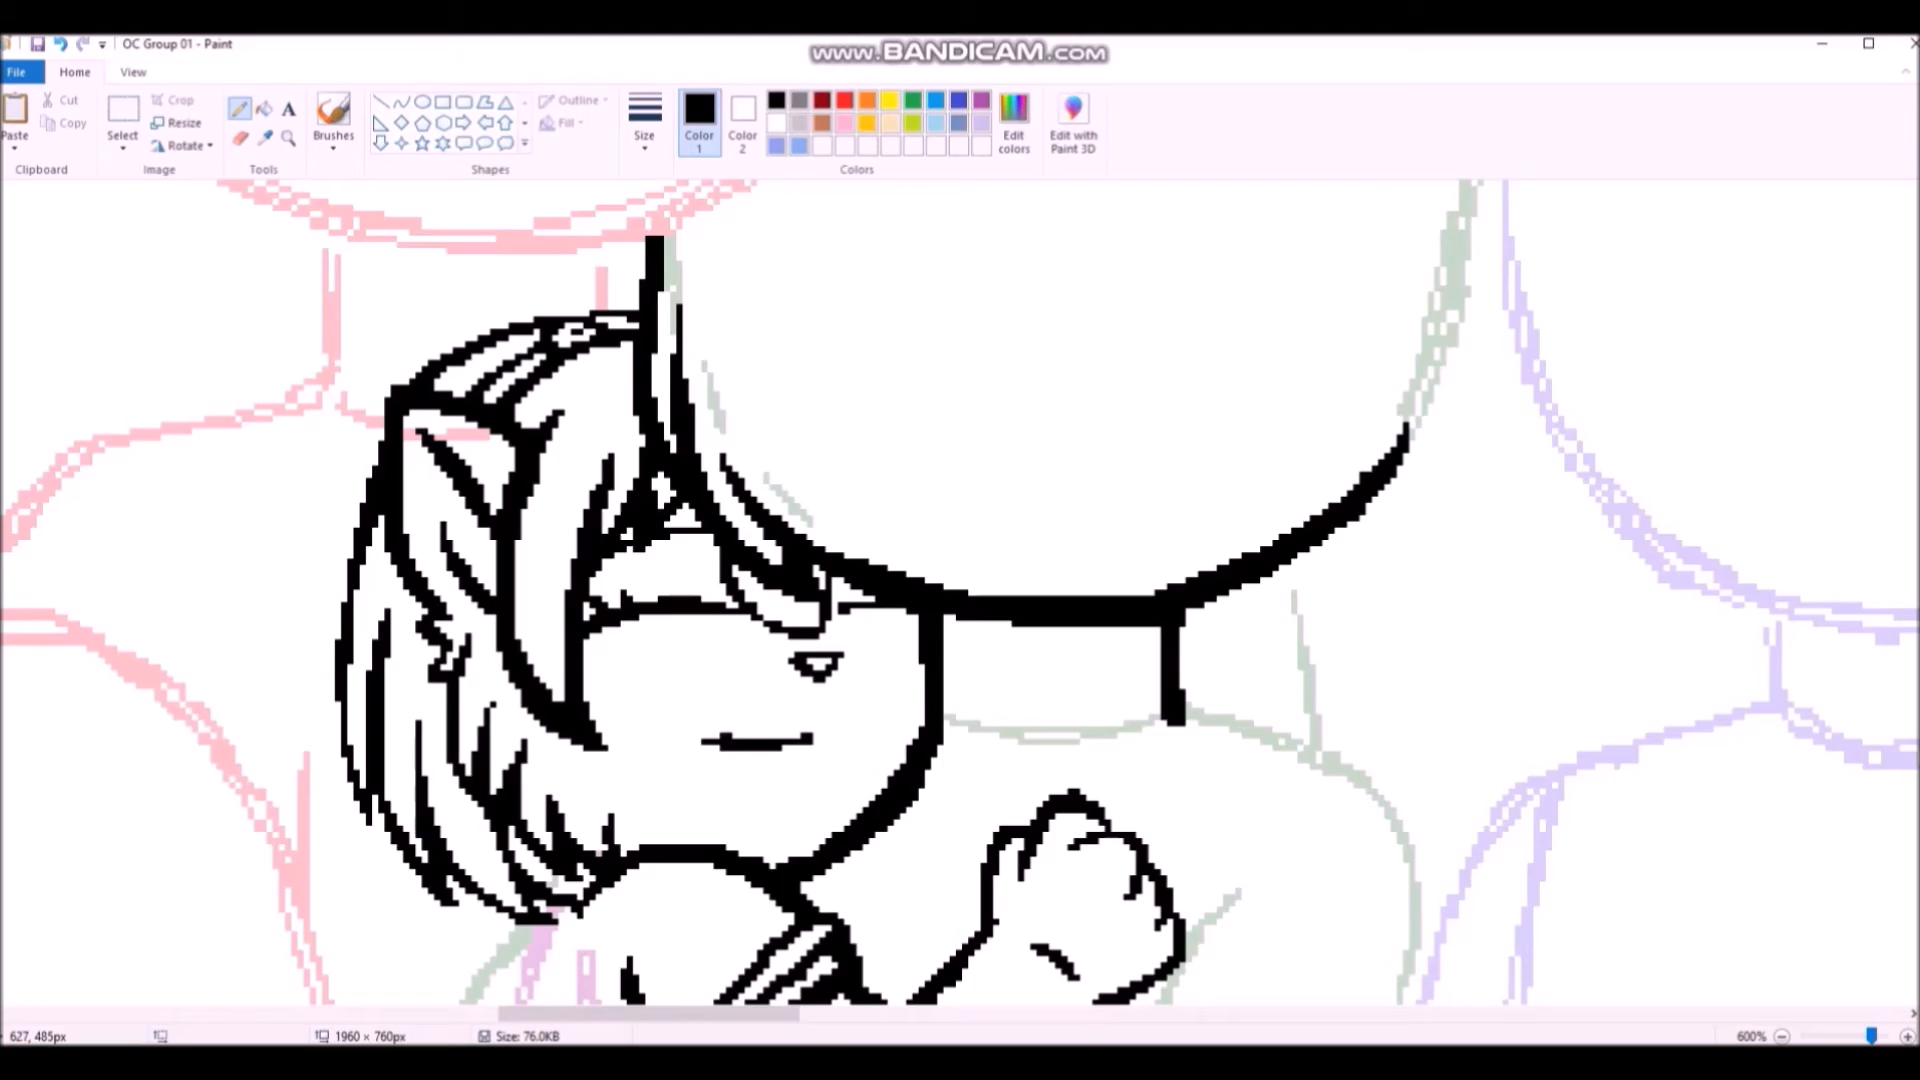 OC Group 01 - Paint
www.BANDICAM.com
File Home View
Cut Crop Outline
Copy Resize Fill
Paste Select Rotate Brushes Size Color 1 Color 2 Edit colors Edit with Paint 3D
Clipboard Image Tools Shapes Colors
627, 485px 1960 × 760px Size: 76.0KB 600%